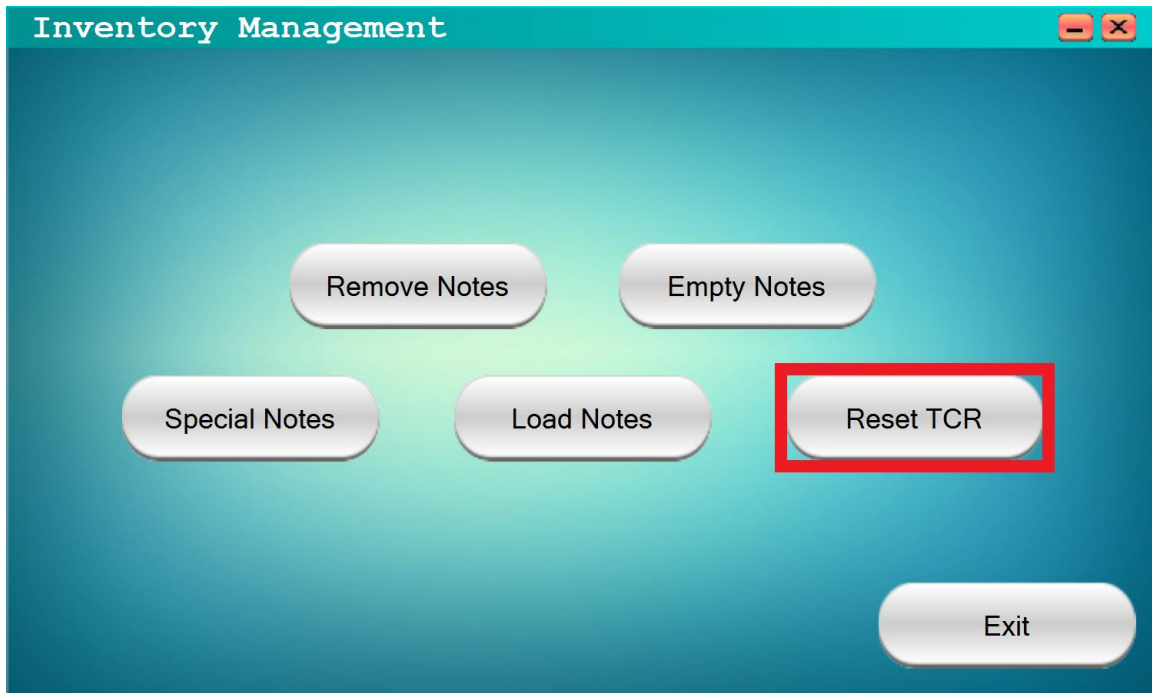 Inventory Management
Remove Notes
Empty Notes
Special Notes
Load Notes
Reset TCR
Exit